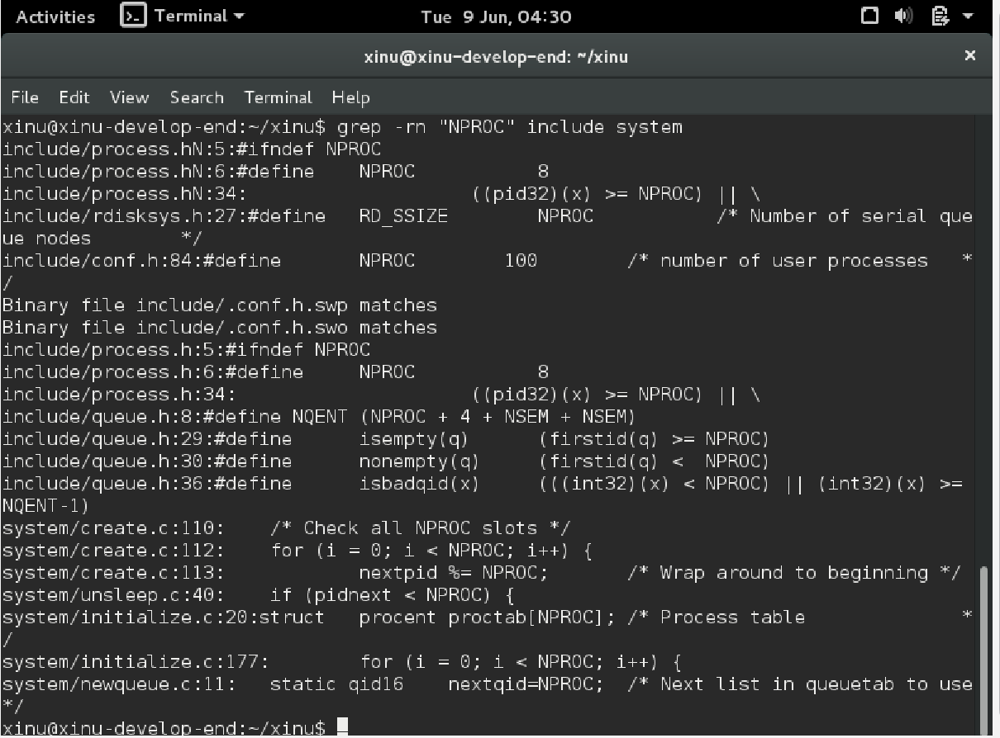 Activities Terminal Tue 9 Jun, 04:30
xinu@xinu-develop-end: ~/xinu
File Edit View Search Terminal Help
xinu@xinu-develop-end:~/xinu$ grep -rn "NPROC" include system
include/process.hN:5:#ifndef NPROC
include/process.hN:6:#define    NPROC           8
include/process.hN:34:                    ((pid32)(x) >= NPROC) || \
include/rdisksys.h:27:#define   RD_SSIZE        NPROC           /* Number of serial que
ue nodes        */
include/conf.h:84:#define       NPROC        100        /* number of user processes   *
/
Binary file include/.conf.h.swp matches
Binary file include/.conf.h.swo matches
include/process.h:5:#ifndef NPROC
include/process.h:6:#define     NPROC           8
include/process.h:34:                     ((pid32)(x) >= NPROC) || \
include/queue.h:8:#define NQENT (NPROC + 4 + NSEM + NSEM)
include/queue.h:29:#define      isempty(q)      (firstid(q) >= NPROC)
include/queue.h:30:#define      nonempty(q)     (firstid(q) <  NPROC)
include/queue.h:36:#define      isbadqid(x)     (((int32)(x) < NPROC) || (int32)(x) >=
NQENT-1)
system/create.c:110:    /* Check all NPROC slots */
system/create.c:112:    for (i = 0; i < NPROC; i++) {
system/create.c:113:            nextpid %= NPROC;       /* Wrap around to beginning */
system/unsleep.c:40:    if (pidnext < NPROC) {
system/initialize.c:20:struct   procent proctab[NPROC]; /* Process table              *
/
system/initialize.c:177:        for (i = 0; i < NPROC; i++) {
system/newqueue.c:11:   static qid16    nextqid=NPROC;  /* Next list in queuetab to use
*/
xinu@xinu-develop-end:~/xinu$